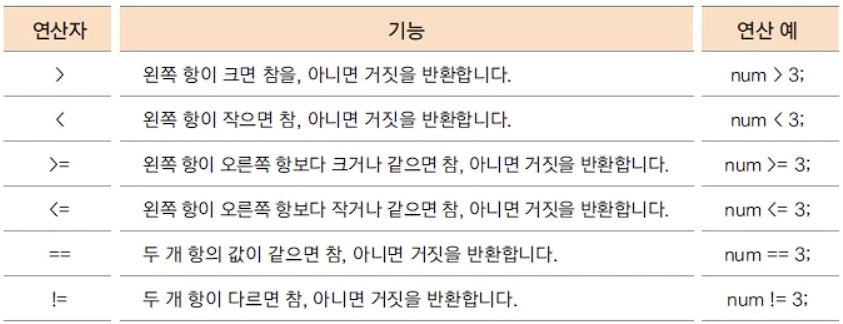 연산자 기능 연산 예
> 왼쪽 항이 크면 참을, 아니면 거짓을 반환합니다. num > 3;
< 왼쪽 항이 작으면 참, 아니면 거짓을 반환합니다. num < 3;
>= 왼쪽 항이 오른쪽 항보다 크거나 같으면 참, 아니면 거짓을 반환합니다. num >= 3;
<= 왼쪽 항이 오른쪽 항보다 작거나 같으면 참, 아니면 거짓을 반환합니다. num <= 3;
== 두 개 항의 값이 같으면 참, 아니면 거짓을 반환합니다. num == 3;
!= 두 개 항이 다르면 참, 아니면 거짓을 반환합니다. num != 3;